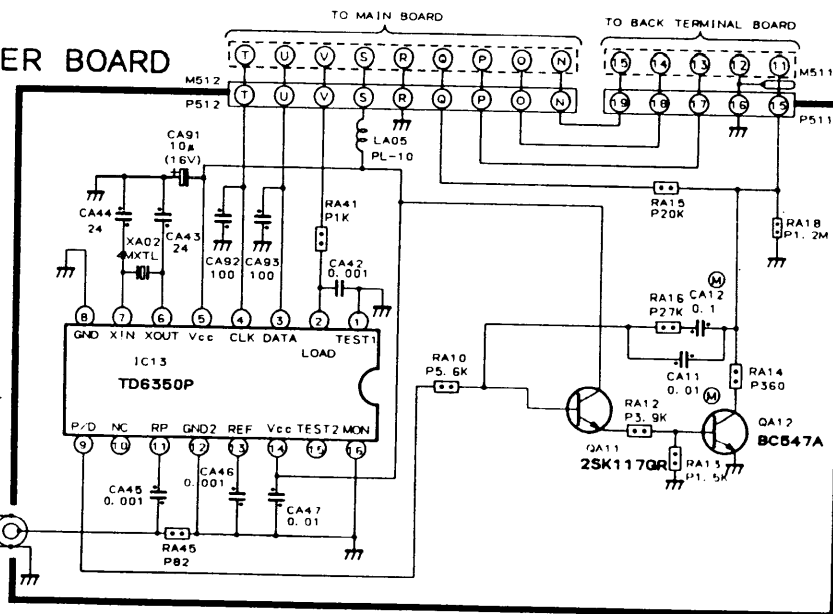 TO MAIN BOARD
TO BACK TERMINAL BOARD
ER BOARD
T U V S R Q P O N
15 14 13 12 11
M512
M511
P512
T U V S R Q P O N
19 18 17 16 15
P511
CA91
10µ
(16V)
LA05
PL-10
RA15
P20K
CA44
24
CA43
24
XA02
4MXTL
RA41
P1K
RA18
P1.2M
CA92
100
CA93
100
CA42
0.001
M
RA16
P27K
CA12
0.1
8 7 6 5 4 3 2 1
GND XIN XOUT Vcc CLK DATA LOAD TEST1
IC13
TD6350P
RA10
P5.6K
CA11
0.01
M
RA14
P360
P/D NC RP GND2 REF Vcc TEST2 MON
9 10 11 12 13 14 15 16
RA12
P3.9K
QA12
BC547A
QA11
2SK117GR
RA13
P1.5K
CA45
0.001
CA46
0.001
CA47
0.01
RA45
P82